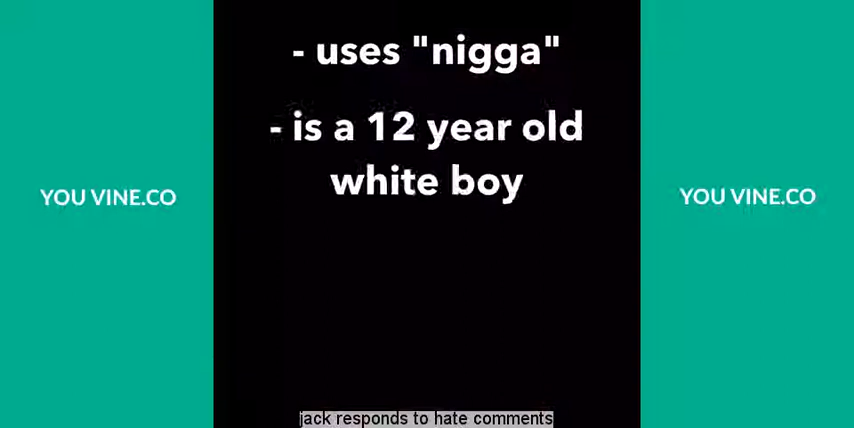 - uses "nigga"
- is a 12 year old
white boy
YOU VINE.CO
YOU VINE.CO
jack responds to hate comments